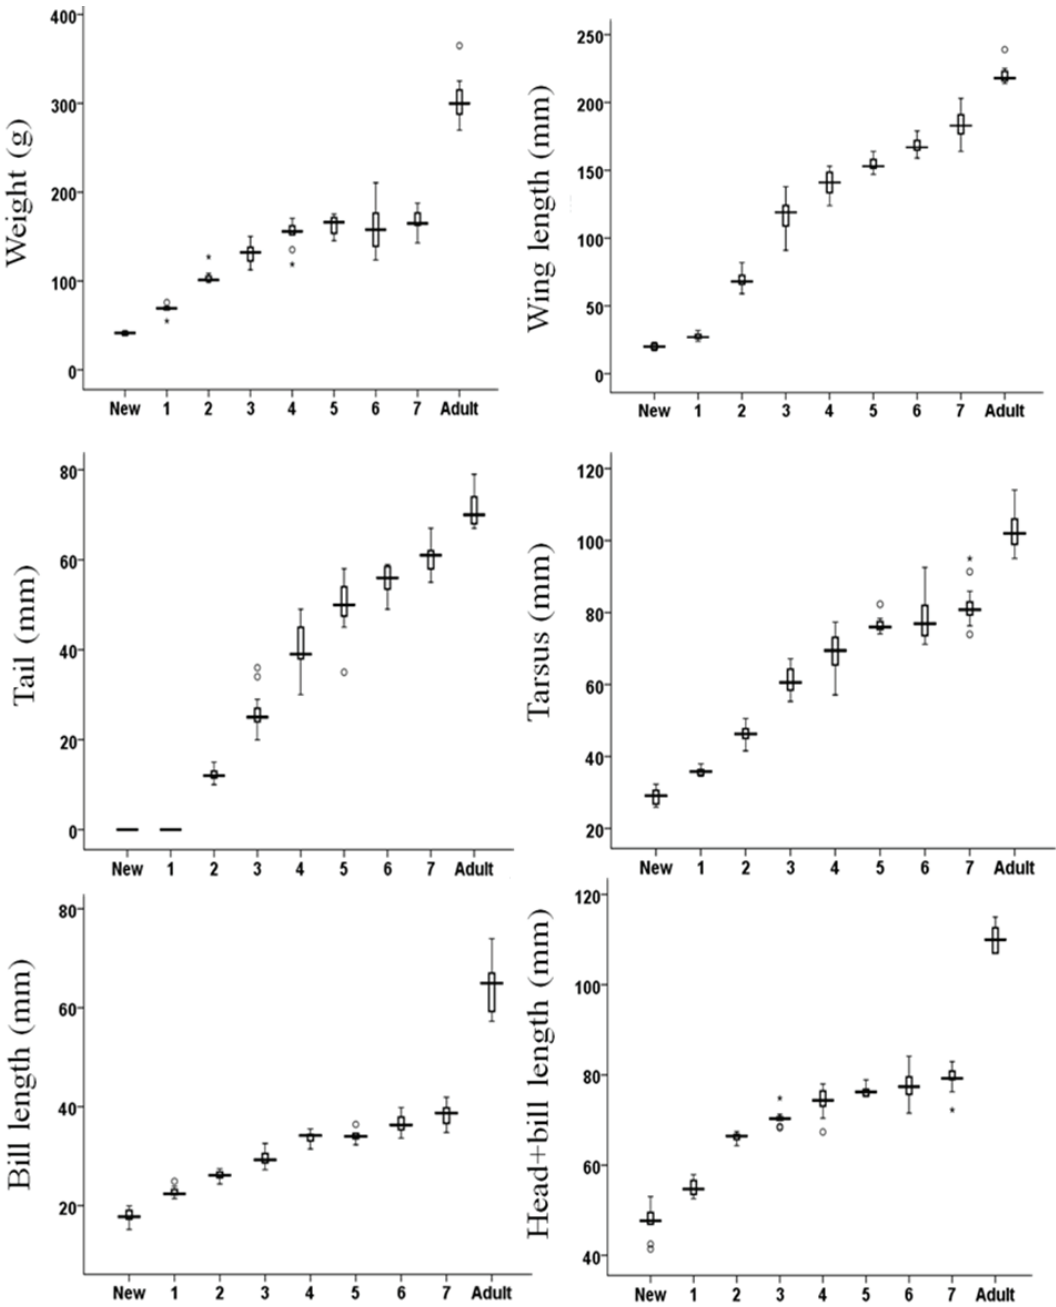 Weight (g)
400
300
200
100
0
New 1 2 3 4 5 6 7 Adult
Wing length (mm)
250
200
150
100
50
0
New 1 2 3 4 5 6 7 Adult
Tail (mm)
80
60
40
20
0
New 1 2 3 4 5 6 7 Adult
Tarsus (mm)
120
100
80
60
40
20
New 1 2 3 4 5 6 7 Adult
Bill length (mm)
80
60
40
20
New 1 2 3 4 5 6 7 Adult
Head+bill length (mm)
120
100
80
60
40
New 1 2 3 4 5 6 7 Adult